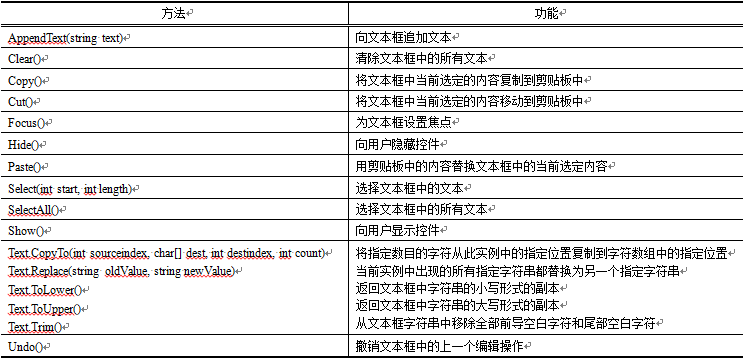 方法 功能
AppendText(string text) 向文本框追加文本
Clear() 清除文本框中的所有文本
Copy() 将文本框中当前选定的内容复制到剪贴板中
Cut() 将文本框中当前选定的内容移动到剪贴板中
Focus() 为文本框设置焦点
Hide() 向用户隐藏控件
Paste() 用剪贴板中的内容替换文本框中的当前选定内容
Select(int start, int length) 选择文本框中的文本
SelectAll() 选择文本框中的所有文本
Show() 向用户显示控件
Text.CopyTo(int sourceindex, char[] dest, int destindex, int count) 将指定数目的字符从此实例中的指定位置复制到字符数组中的指定位置
Text.Replace(string oldValue, string newValue) 当前实例中出现的所有指定字符串都替换为另一个指定字符串
Text.ToLower() 返回文本框中字符串的小写形式的副本
Text.ToUpper() 返回文本框中字符串的大写形式的副本
Text.Trim() 从文本框字符串中移除全部前导空白字符和尾部空白字符
Undo() 撤销文本框中的上一个编辑操作